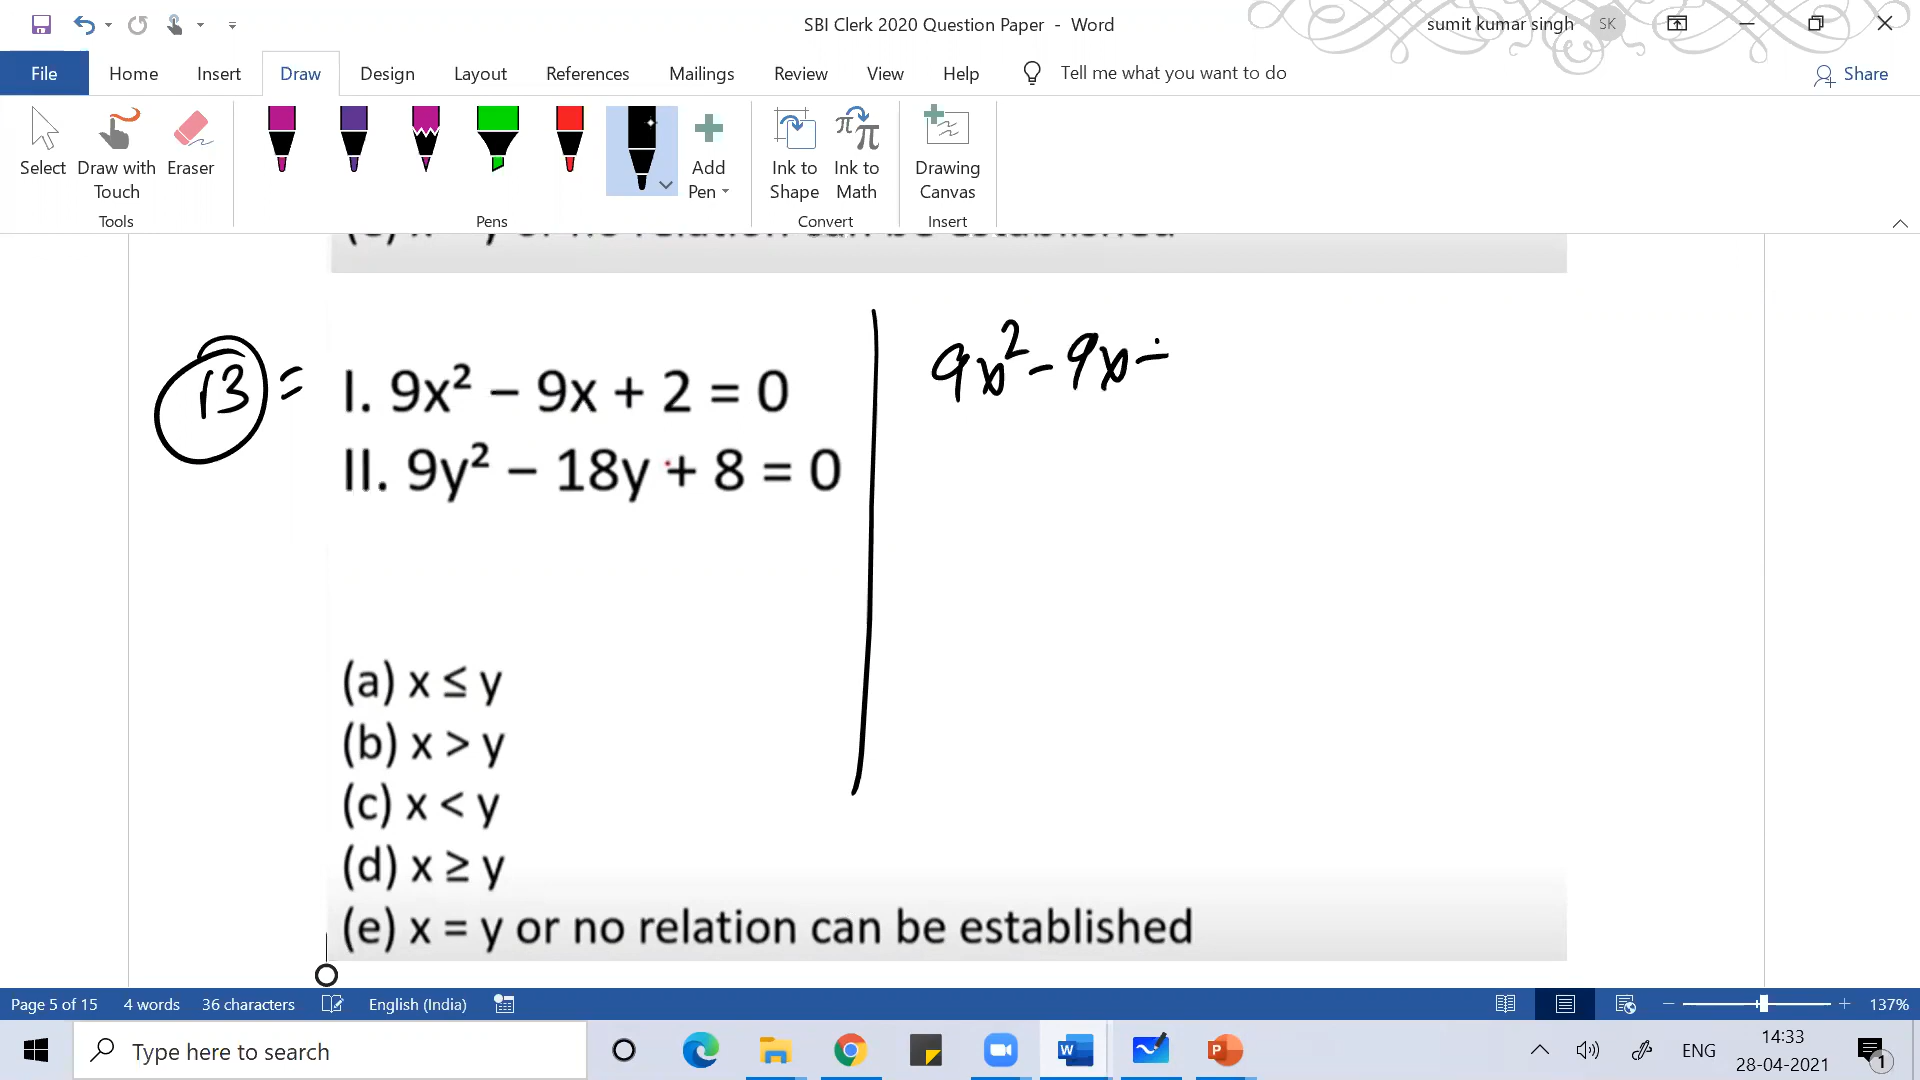 SBI Clerk 2020 Question Paper - Word
sumit kumar singh
SK
File
Home
Insert
Draw
Design
Layout
References
Mailings
Review
View
Help
Tell me what you want to do
Share
Select
Draw with
Touch
Eraser
Add
Pen
Ink to
Shape
Ink to
Math
Drawing
Canvas
Tools
Pens
Convert
Insert
13 =
I. 9x² − 9x + 2 = 0
II. 9y² − 18y + 8 = 0
9x² - 9x
(a) x ≤ y
(b) x > y
(c) x < y
(d) x ≥ y
(e) x = y or no relation can be established
Page 5 of 15
4 words
36 characters
English (India)
137%
Type here to search
ENG
14:33
28-04-2021
1